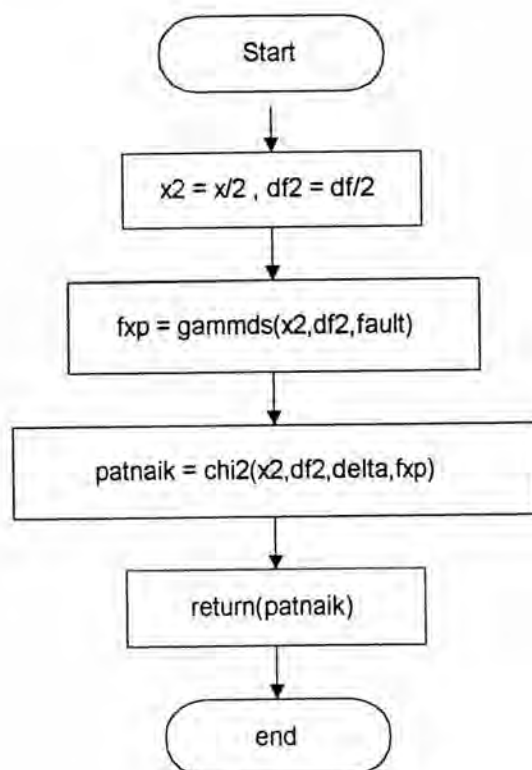 Start
x2 = x/2 , df2 = df/2
fxp = gammds(x2,df2,fault)
patnaik = chi2(x2,df2,delta,fxp)
return(patnaik)
end